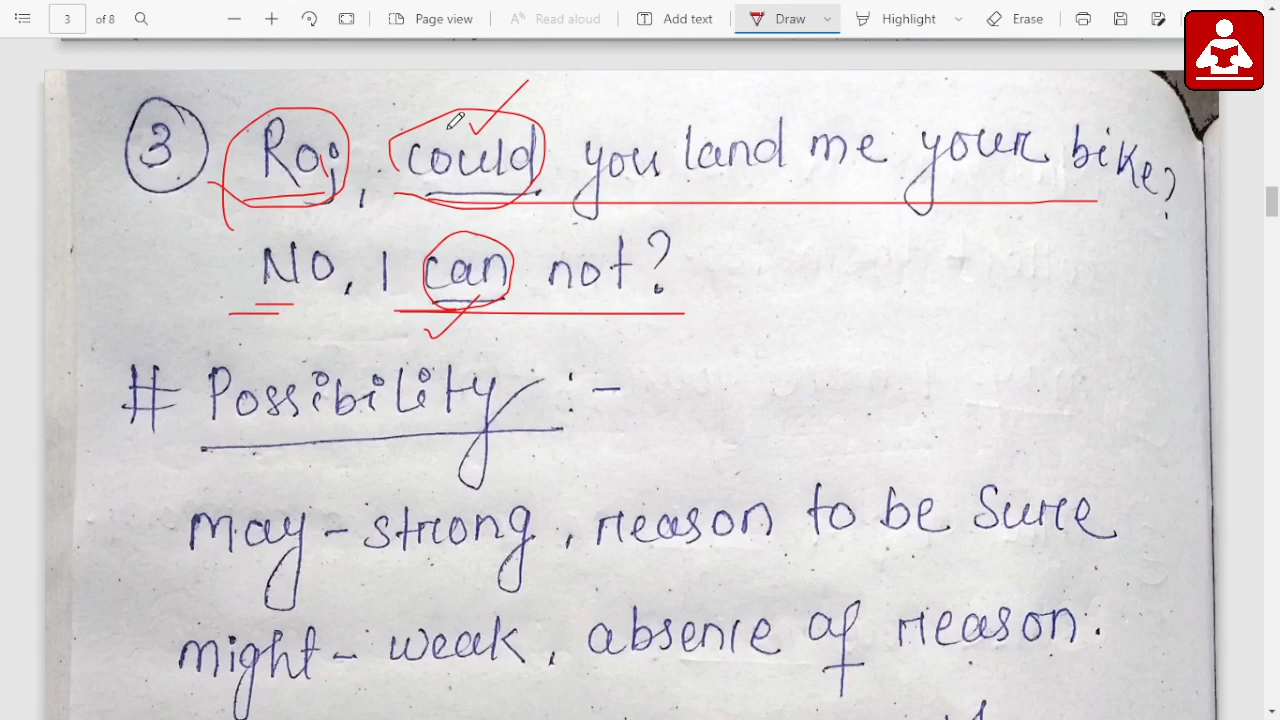 3 of 8 Page view Read aloud Add text Draw Highlight Erase
3 Raj, could you land me your bike?
No, I can not?
# Possibility :-
may - strong, reason to be Sure
might - weak, absence of reason.